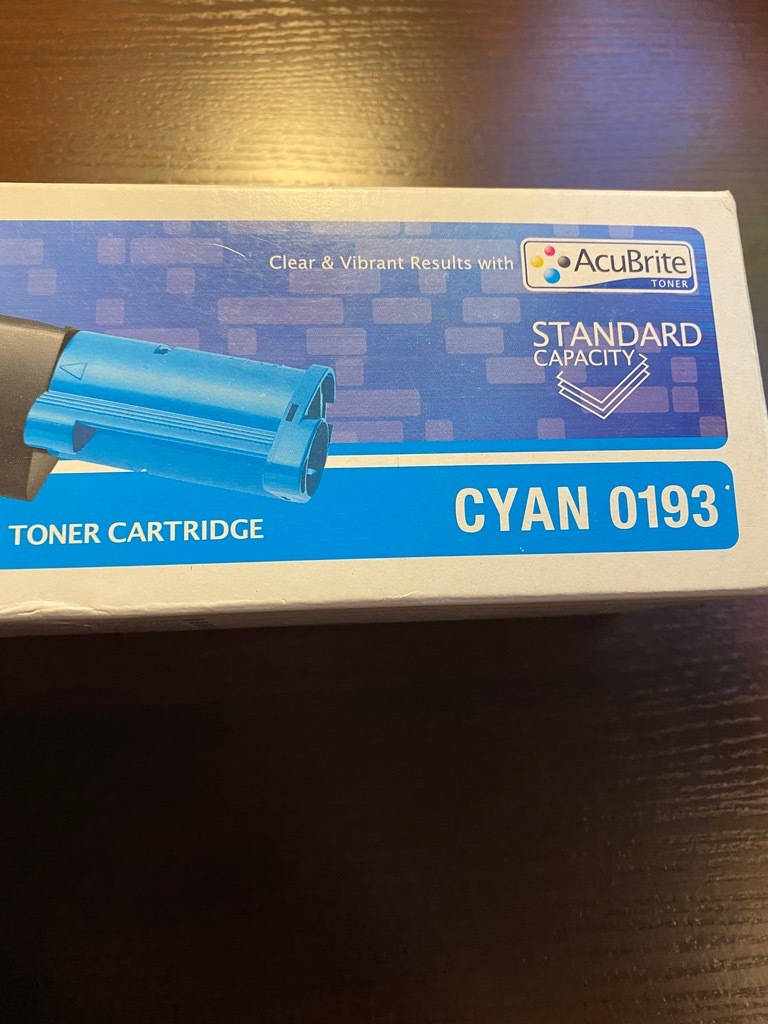 Clear & Vibrant Results with AcuBrite
TONER
STANDARD
CAPACITY
TONER CARTRIDGE
CYAN 0193